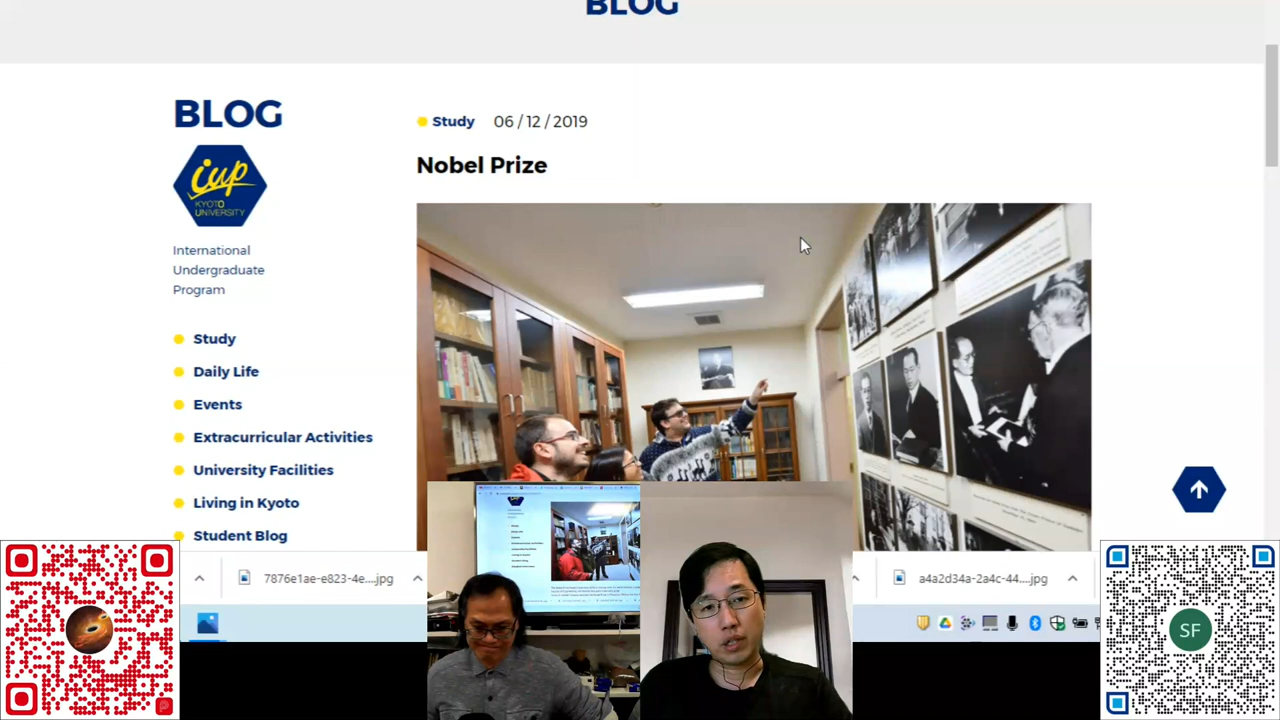 BLOG
BLOG
iup
KYOTO
UNIVERSITY
International
Undergraduate
Program
Study
Daily Life
Events
Extracurricular Activities
University Facilities
Living in Kyoto
Student Blog
Study 06 / 12 / 2019
Nobel Prize
7876e1ae-e823-4e....jpg
a4a2d34a-2a4c-44....jpg
SF